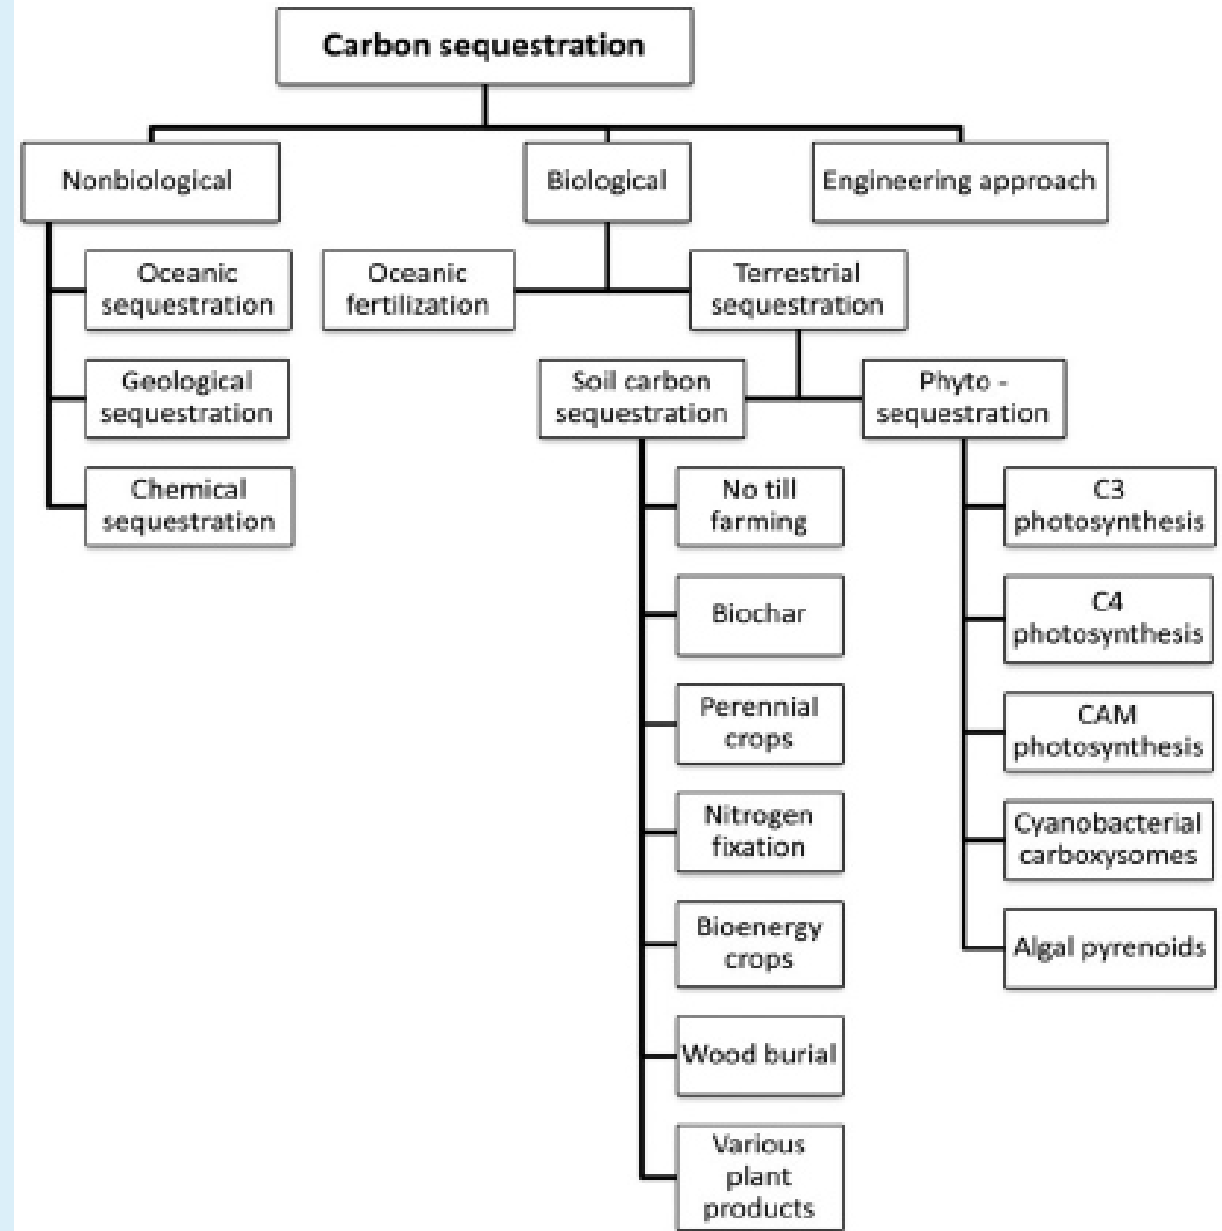 Carbon sequestration
Nonbiological
Biological
Engineering approach
Oceanic
sequestration
Oceanic
fertilization
Terrestrial
sequestration
Geological
sequestration
Soil carbon
sequestration
Phyto -
sequestration
Chemical
sequestration
No till
farming
C3
photosynthesis
Biochar
C4
photosynthesis
Perennial
crops
CAM
photosynthesis
Nitrogen
fixation
Cyanobacterial
carboxysomes
Bioenergy
crops
Algal pyrenoids
Wood burial
Various
plant
products